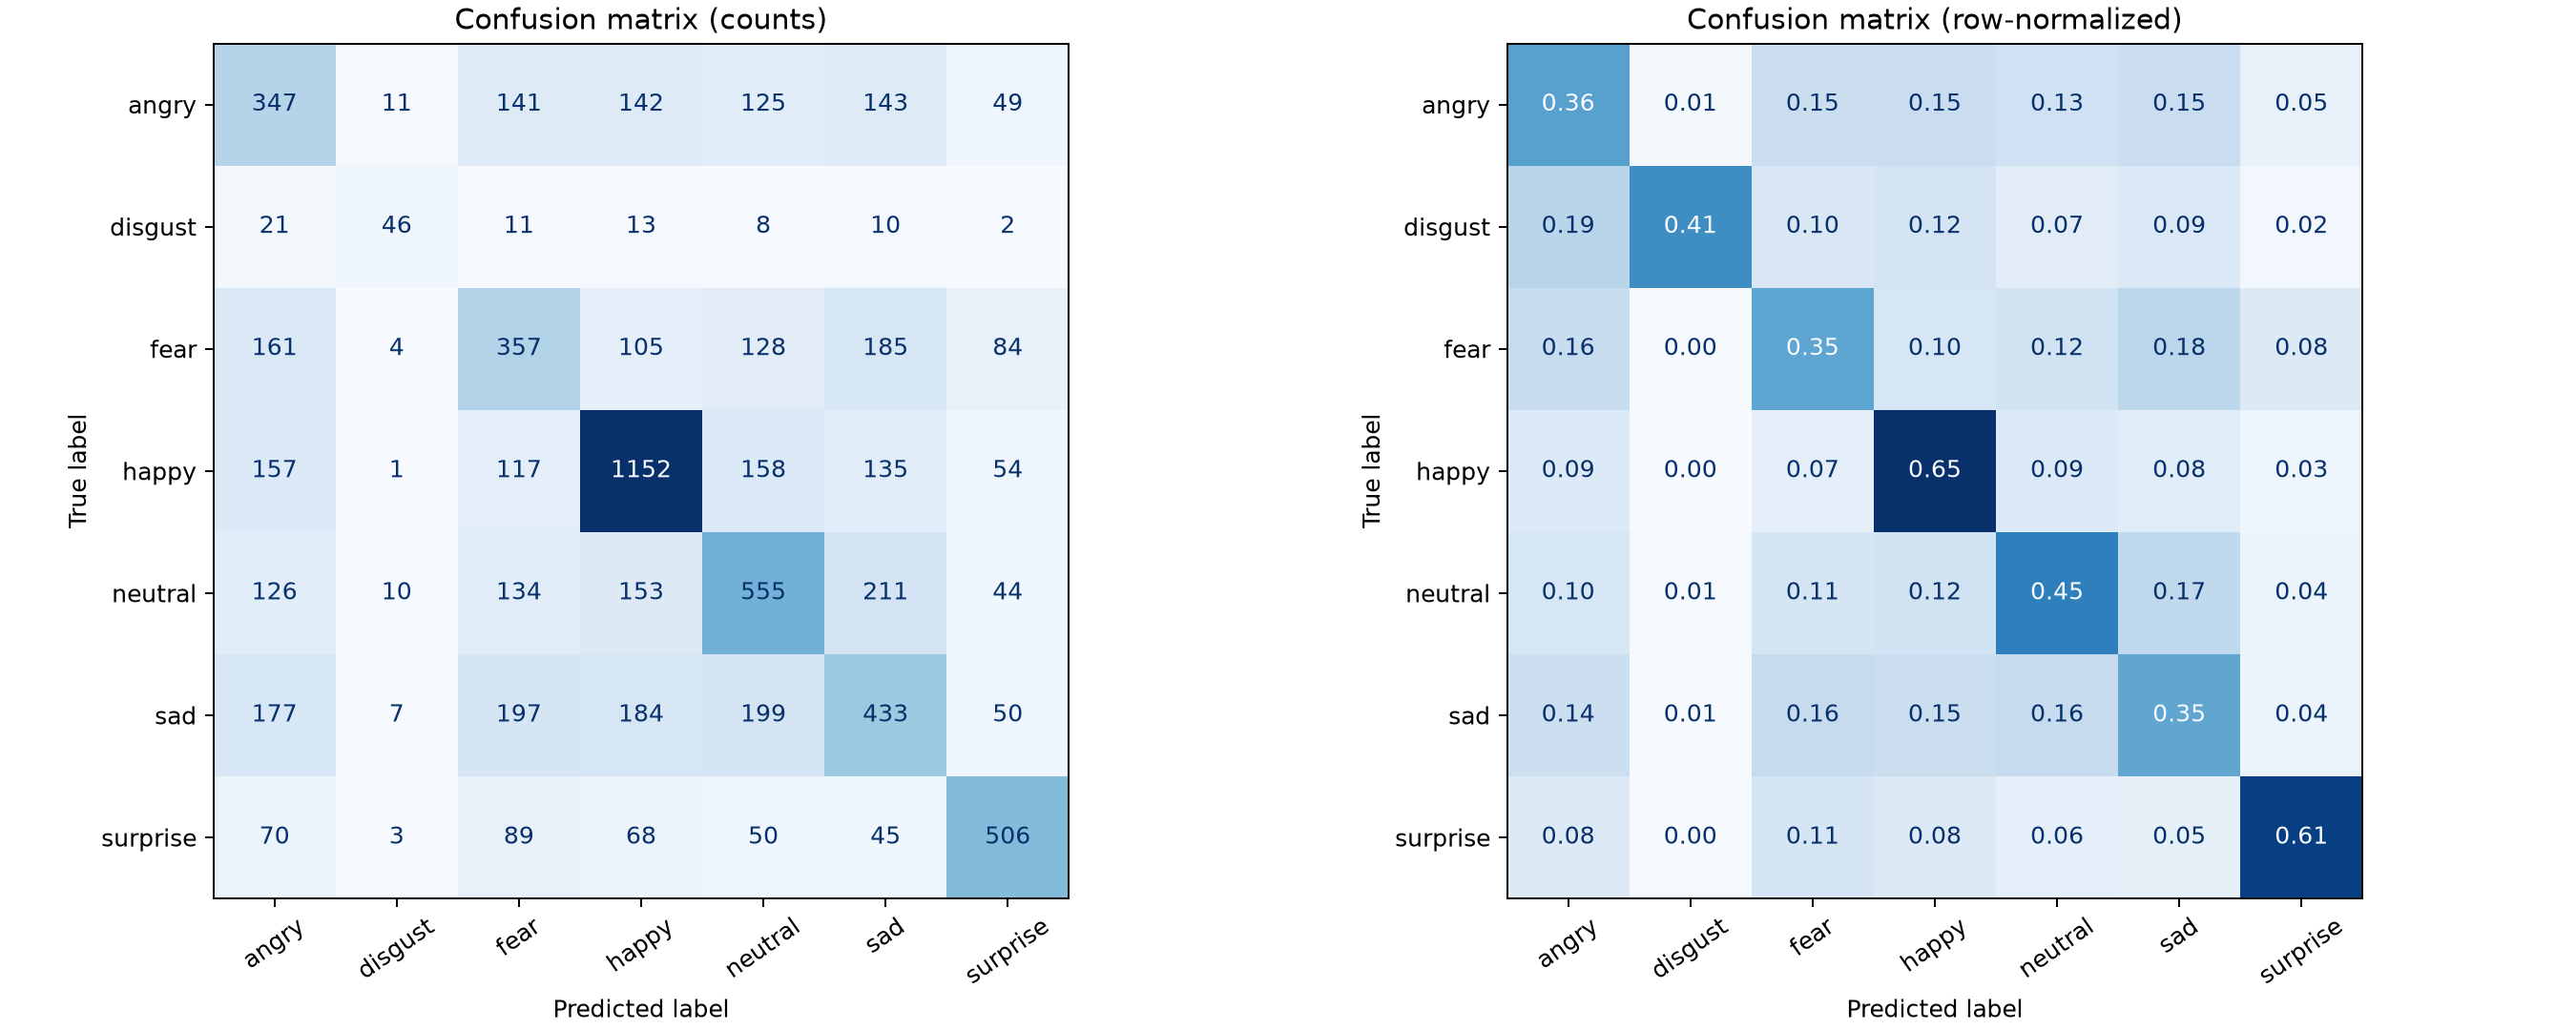 Confusion matrix (counts)
True label
angry 347 11 141 142 125 143 49
disgust 21 46 11 13 8 10 2
fear 161 4 357 105 128 185 84
happy 157 1 117 1152 158 135 54
neutral 126 10 134 153 555 211 44
sad 177 7 197 184 199 433 50
surprise 70 3 89 68 50 45 506
angry disgust fear happy neutral sad surprise
Predicted label
Confusion matrix (row-normalized)
True label
angry 0.36 0.01 0.15 0.15 0.13 0.15 0.05
disgust 0.19 0.41 0.10 0.12 0.07 0.09 0.02
fear 0.16 0.00 0.35 0.10 0.12 0.18 0.08
happy 0.09 0.00 0.07 0.65 0.09 0.08 0.03
neutral 0.10 0.01 0.11 0.12 0.45 0.17 0.04
sad 0.14 0.01 0.16 0.15 0.16 0.35 0.04
surprise 0.08 0.00 0.11 0.08 0.06 0.05 0.61
angry disgust fear happy neutral sad surprise
Predicted label